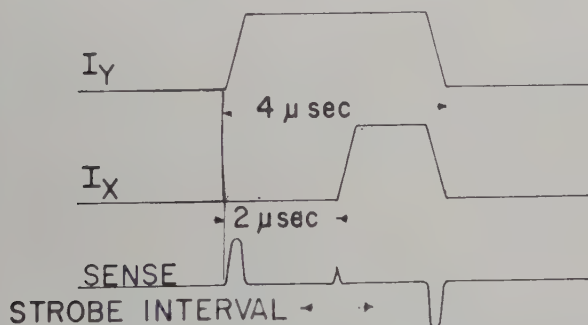 I_Y
4 μ sec
I_X
2 μsec
SENSE
STROBE INTERVAL